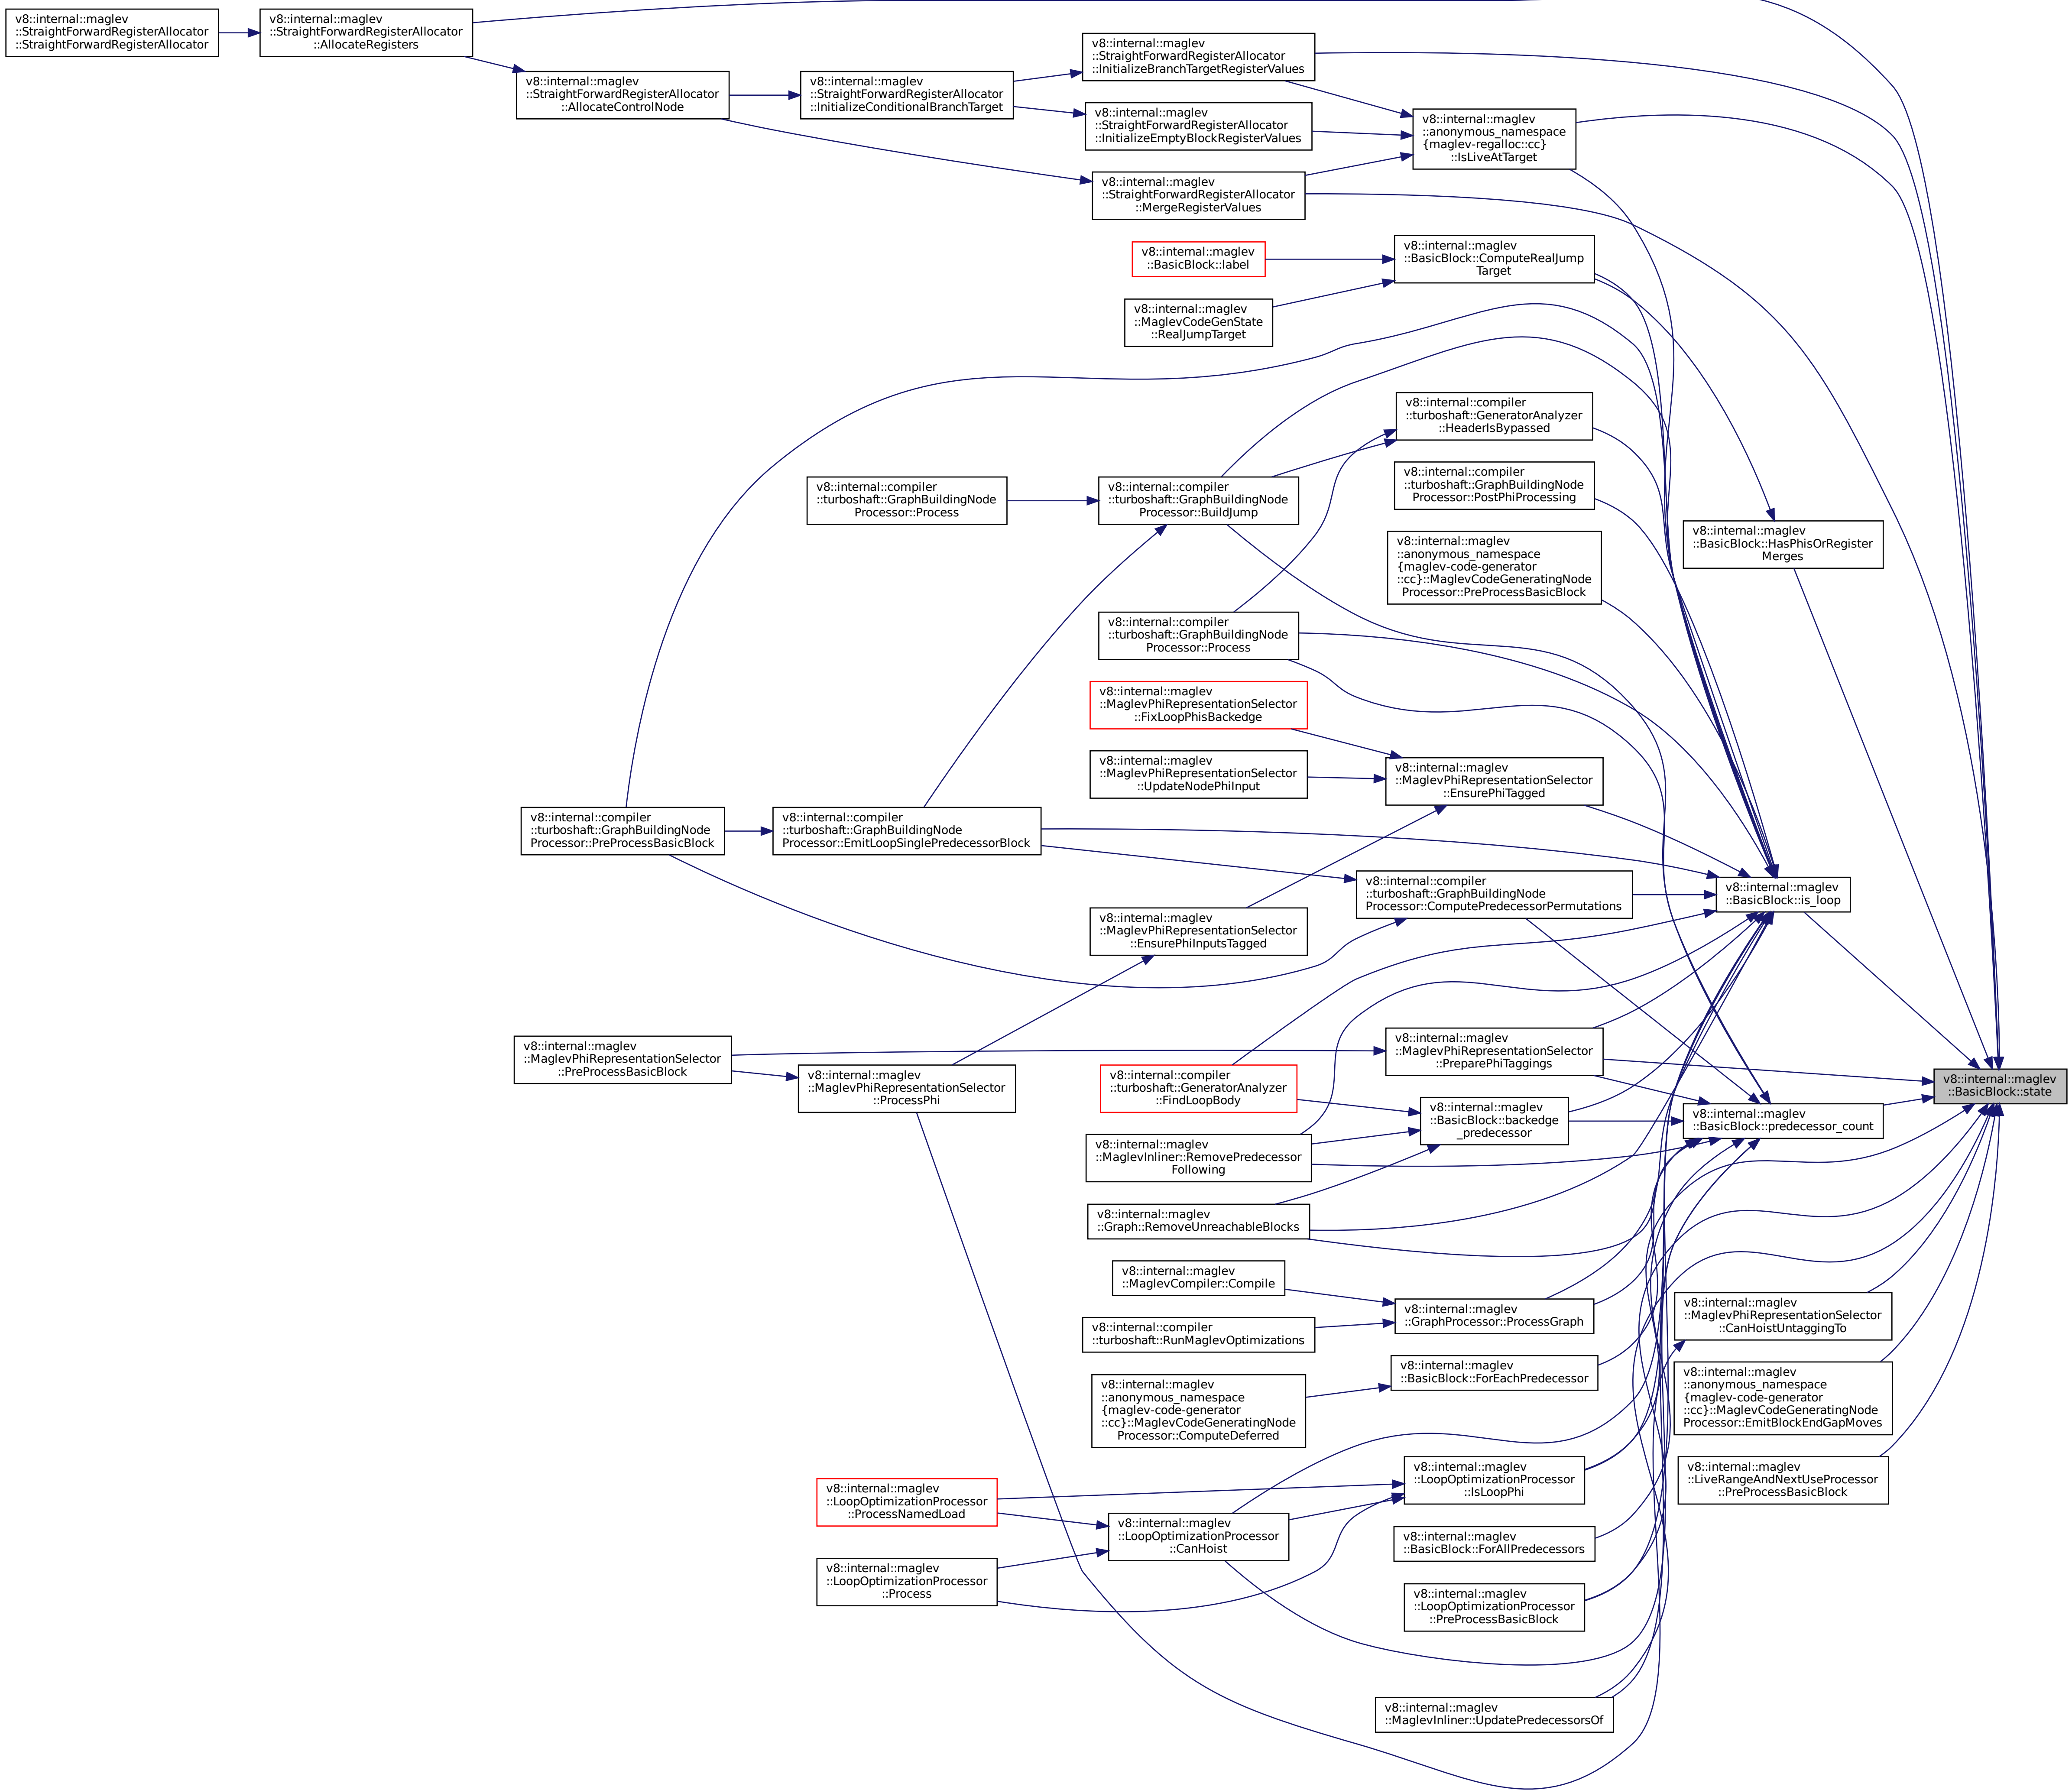 v8::internal::maglev
::StraightForwardRegisterAllocator
::StraightForwardRegisterAllocator
v8::internal::maglev
::StraightForwardRegisterAllocator
::AllocateRegisters
v8::internal::maglev
::StraightForwardRegisterAllocator
::AllocateControlNode
v8::internal::maglev
::StraightForwardRegisterAllocator
::InitializeConditionalBranchTarget
v8::internal::maglev
::StraightForwardRegisterAllocator
::InitializeBranchTargetRegisterValues
v8::internal::maglev
::StraightForwardRegisterAllocator
::InitializeEmptyBlockRegisterValues
v8::internal::maglev
::anonymous_namespace
{maglev-regalloc::cc}
::IsLiveAtTarget
v8::internal::maglev
::StraightForwardRegisterAllocator
::MergeRegisterValues
v8::internal::maglev
::BasicBlock::label
v8::internal::maglev
::BasicBlock::ComputeRealJump
Target
v8::internal::maglev
::MaglevCodeGenState
::RealJumpTarget
v8::internal::compiler
::turboshaft::GeneratorAnalyzer
::HeaderIsBypassed
v8::internal::compiler
::turboshaft::GraphBuildingNode
Processor::Process
v8::internal::compiler
::turboshaft::GraphBuildingNode
Processor::BuildJump
v8::internal::compiler
::turboshaft::GraphBuildingNode
Processor::PostPhiProcessing
v8::internal::maglev
::BasicBlock::HasPhisOrRegister
Merges
v8::internal::maglev
::anonymous_namespace
{maglev-code-generator
::cc}::MaglevCodeGeneratingNode
Processor::PreProcessBasicBlock
v8::internal::compiler
::turboshaft::GraphBuildingNode
Processor::Process
v8::internal::maglev
::MaglevPhiRepresentationSelector
::FixLoopPhisBackedge
v8::internal::maglev
::MaglevPhiRepresentationSelector
::UpdateNodePhiInput
v8::internal::maglev
::MaglevPhiRepresentationSelector
::EnsurePhiTagged
v8::internal::compiler
::turboshaft::GraphBuildingNode
Processor::PreProcessBasicBlock
v8::internal::compiler
::turboshaft::GraphBuildingNode
Processor::EmitLoopSinglePredecessorBlock
v8::internal::compiler
::turboshaft::GraphBuildingNode
Processor::ComputePredecessorPermutations
v8::internal::maglev
::BasicBlock::is_loop
v8::internal::maglev
::MaglevPhiRepresentationSelector
::EnsurePhiInputsTagged
v8::internal::maglev
::MaglevPhiRepresentationSelector
::PreProcessBasicBlock
v8::internal::maglev
::MaglevPhiRepresentationSelector
::ProcessPhi
v8::internal::maglev
::MaglevPhiRepresentationSelector
::PreparePhiTaggings
v8::internal::compiler
::turboshaft::GeneratorAnalyzer
::FindLoopBody
v8::internal::maglev
::BasicBlock::backedge
_predecessor
v8::internal::maglev
::BasicBlock::predecessor_count
v8::internal::maglev
::BasicBlock::state
v8::internal::maglev
::MaglevInliner::RemovePredecessor
Following
v8::internal::maglev
::Graph::RemoveUnreachableBlocks
v8::internal::maglev
::MaglevCompiler::Compile
v8::internal::compiler
::turboshaft::RunMaglevOptimizations
v8::internal::maglev
::GraphProcessor::ProcessGraph
v8::internal::maglev
::MaglevPhiRepresentationSelector
::CanHoistUntaggingTo
v8::internal::maglev
::BasicBlock::ForEachPredecessor
v8::internal::maglev
::anonymous_namespace
{maglev-code-generator
::cc}::MaglevCodeGeneratingNode
Processor::ComputeDeferred
v8::internal::maglev
::anonymous_namespace
{maglev-code-generator
::cc}::MaglevCodeGeneratingNode
Processor::EmitBlockEndGapMoves
v8::internal::maglev
::LoopOptimizationProcessor
::IsLoopPhi
v8::internal::maglev
::LiveRangeAndNextUseProcessor
::PreProcessBasicBlock
v8::internal::maglev
::LoopOptimizationProcessor
::ProcessNamedLoad
v8::internal::maglev
::LoopOptimizationProcessor
::CanHoist
v8::internal::maglev
::BasicBlock::ForAllPredecessors
v8::internal::maglev
::LoopOptimizationProcessor
::Process
v8::internal::maglev
::LoopOptimizationProcessor
::PreProcessBasicBlock
v8::internal::maglev
::MaglevInliner::UpdatePredecessorsOf